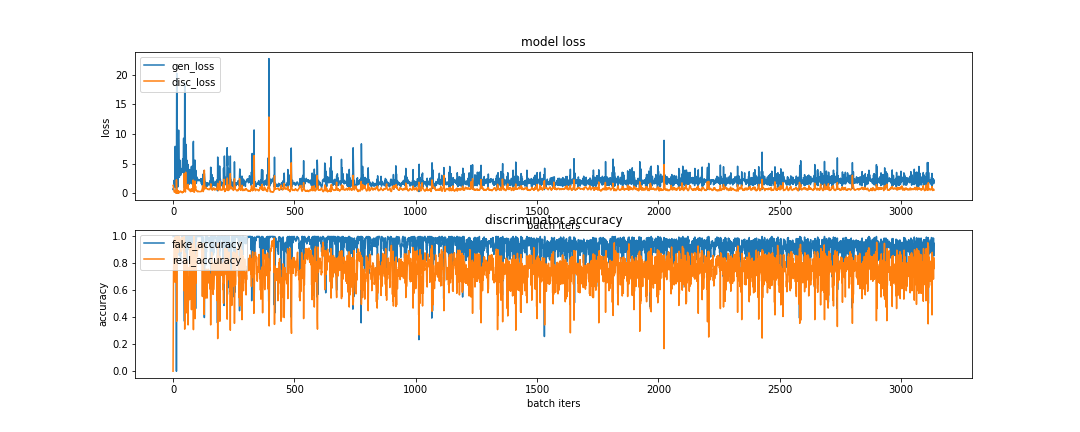 model loss
gen_loss
disc_loss
loss
20
15
10
5
0
0 500 1000 1500 2000 2500 3000
batch iters
discriminator accuracy
fake_accuracy
real_accuracy
accuracy
1.0
0.8
0.6
0.4
0.2
0.0
0 500 1000 1500 2000 2500 3000
batch iters